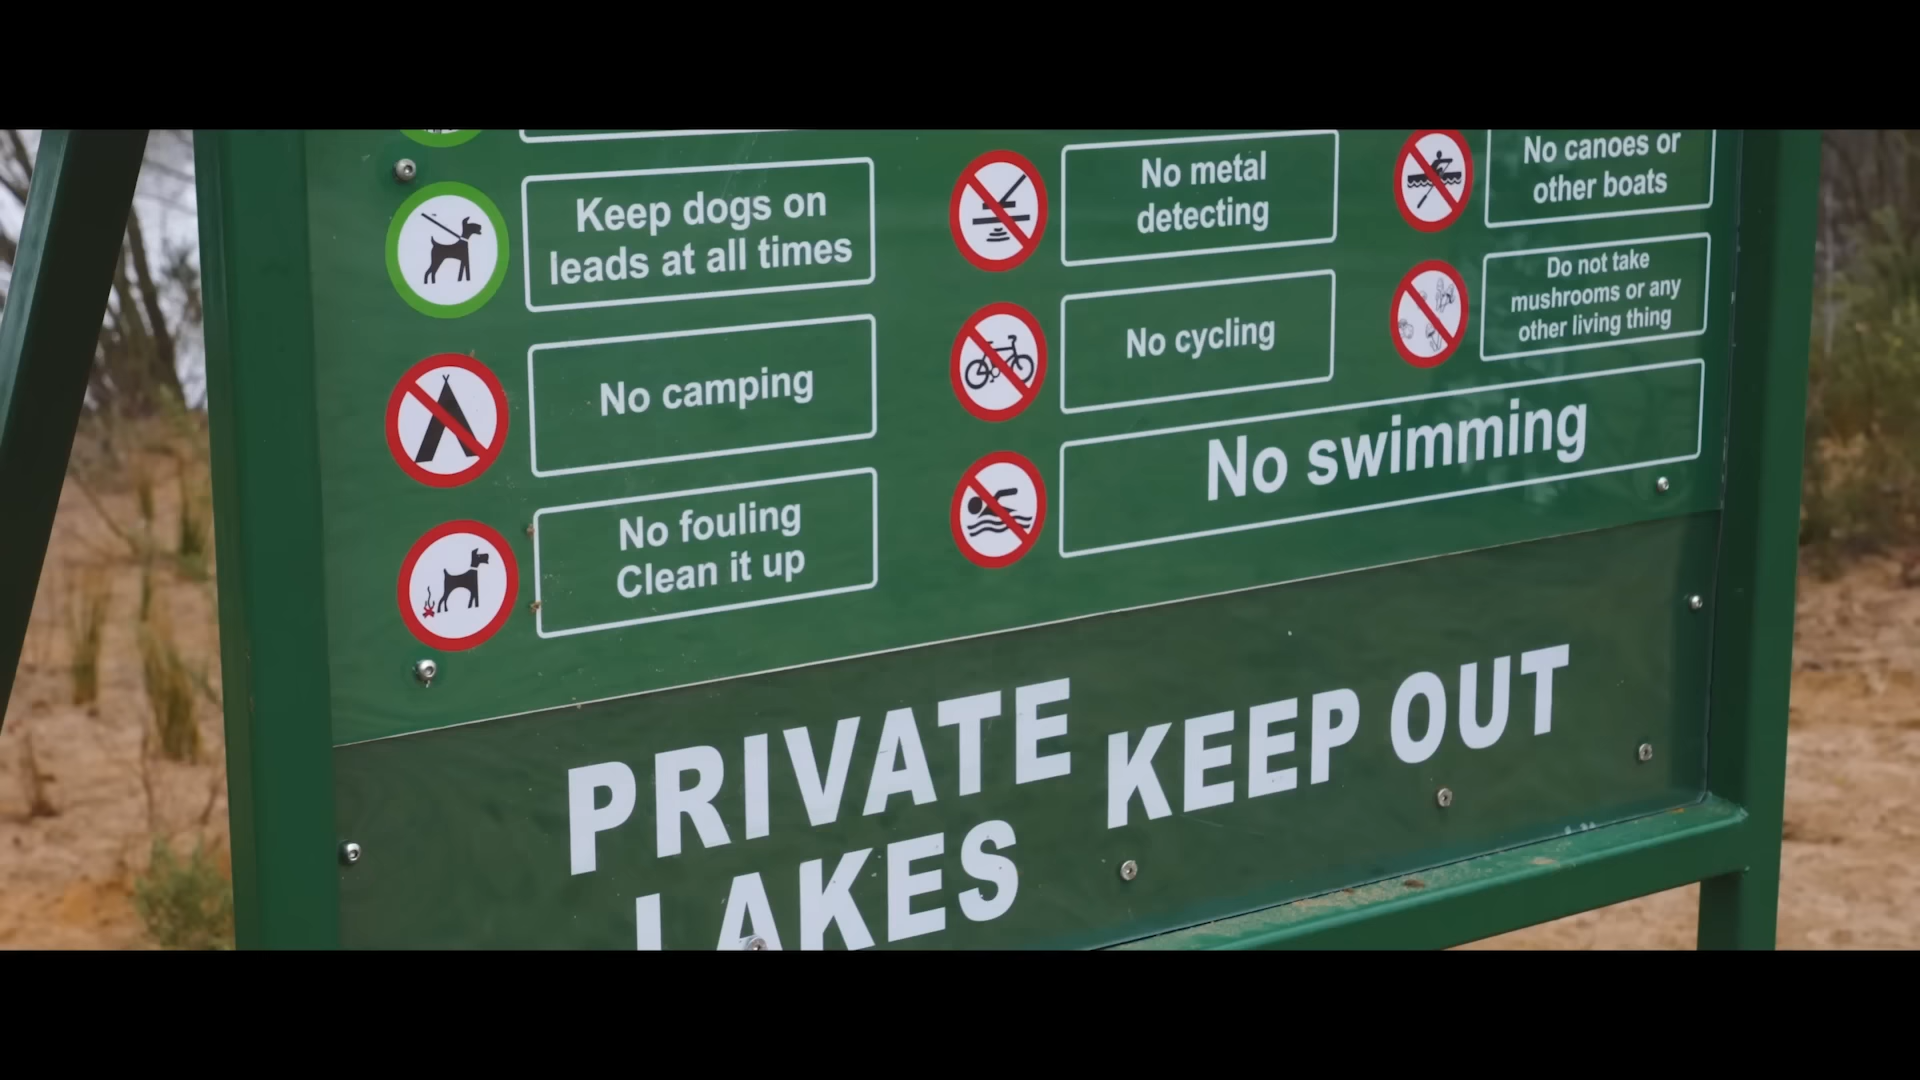 Keep dogs on
leads at all times
No camping
No fouling
Clean it up
No metal
detecting
No cycling
No swimming
No canoes or
other boats
Do not take
mushrooms or any
other living thing
PRIVATE
LAKES
KEEP OUT